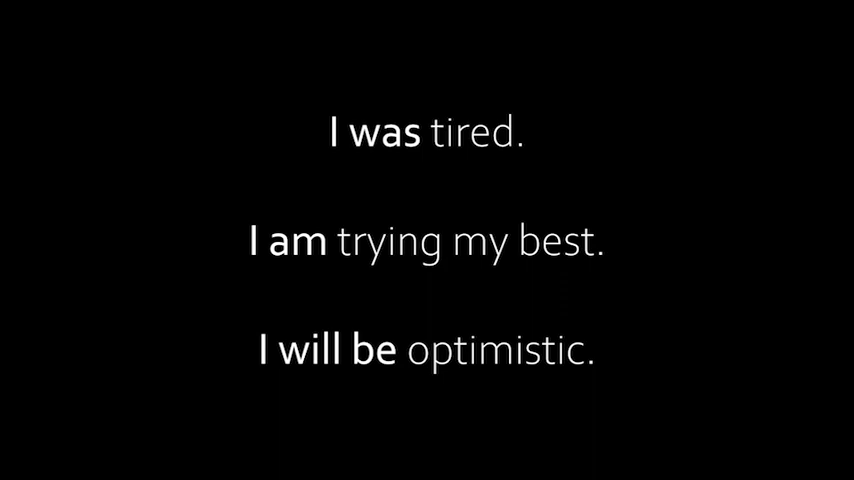 I was tired.
I am trying my best.
I will be optimistic.